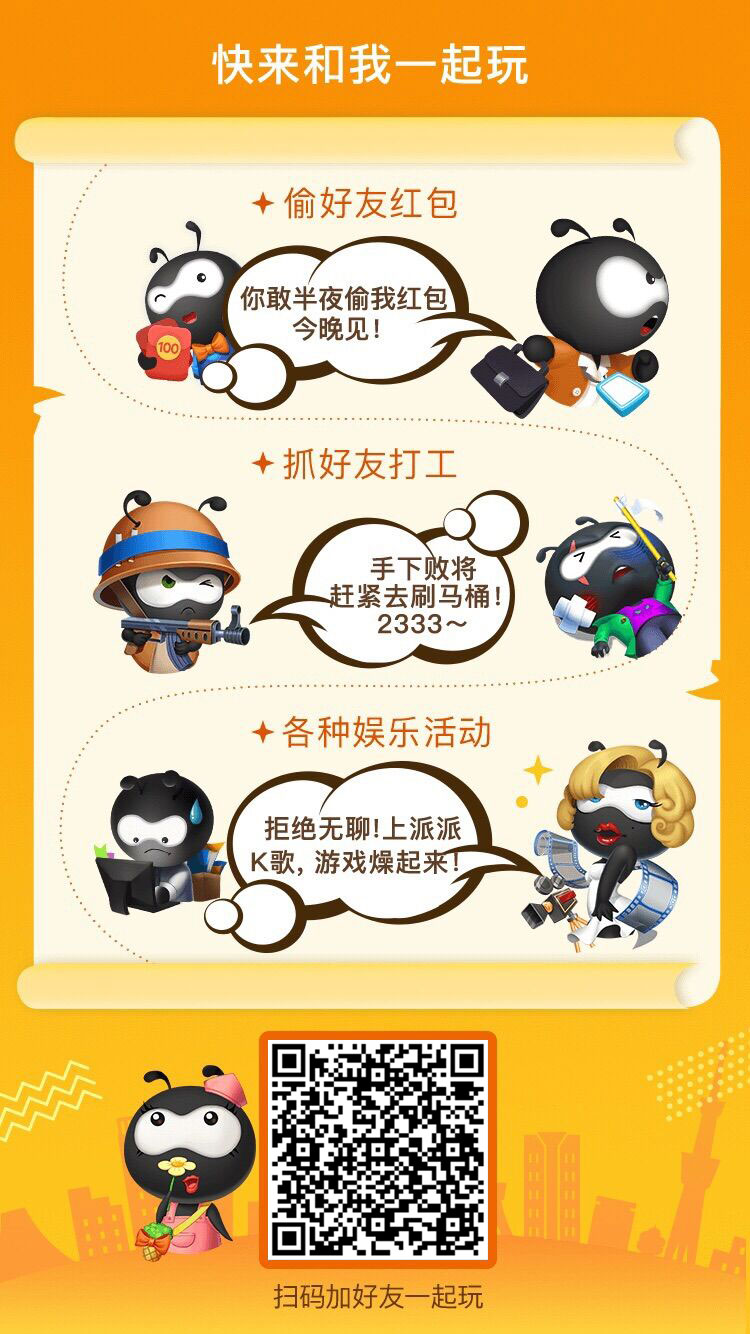 快来和我一起玩
偷好友红包
你敢半夜偷我红包
今晚见！
100
抓好友打工
手下败将
赶紧去刷马桶！
2333～
各种娱乐活动
拒绝无聊！上派派
K歌，游戏燥起来！
扫码加好友一起玩